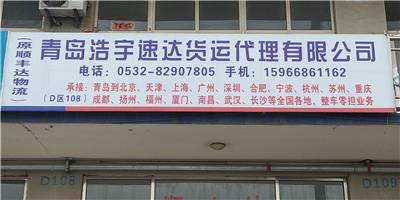 （原顺丰达物流）
青岛浩宇速达货运代理有限公司
电话：0532-82907805 手机：15966861162
（D区108）
承接：青岛到北京、天津、上海、广州、深圳、合肥、宁波、杭州、苏州、重庆
成都、扬州、福州、厦门、南昌、武汉、长沙等全国各地、整车零担业务
D108
D108